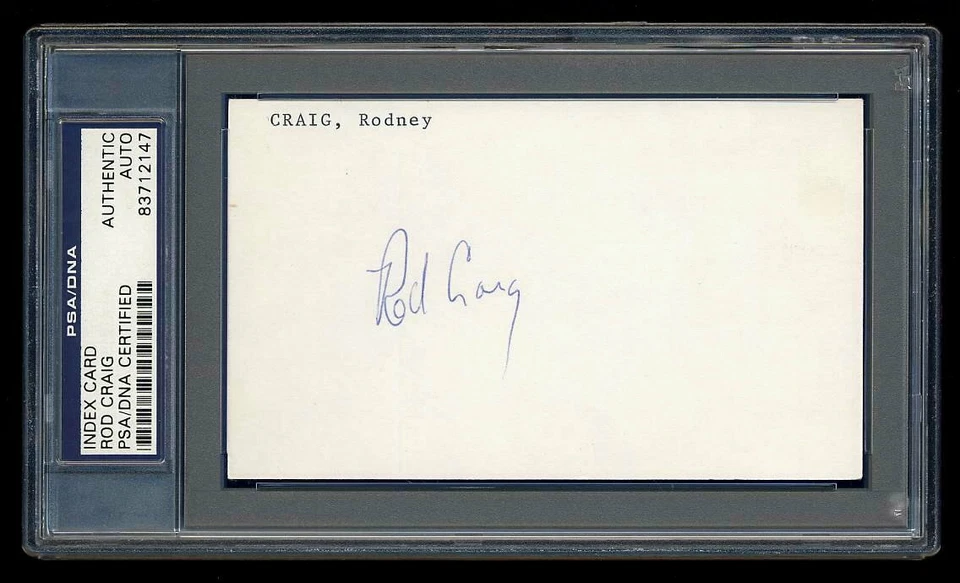 CRAIG, Rodney
Rod Craig
PSA/DNA
INDEX CARD
ROD CRAIG
PSA/DNA CERTIFIED
AUTHENTIC
AUTO
83712147